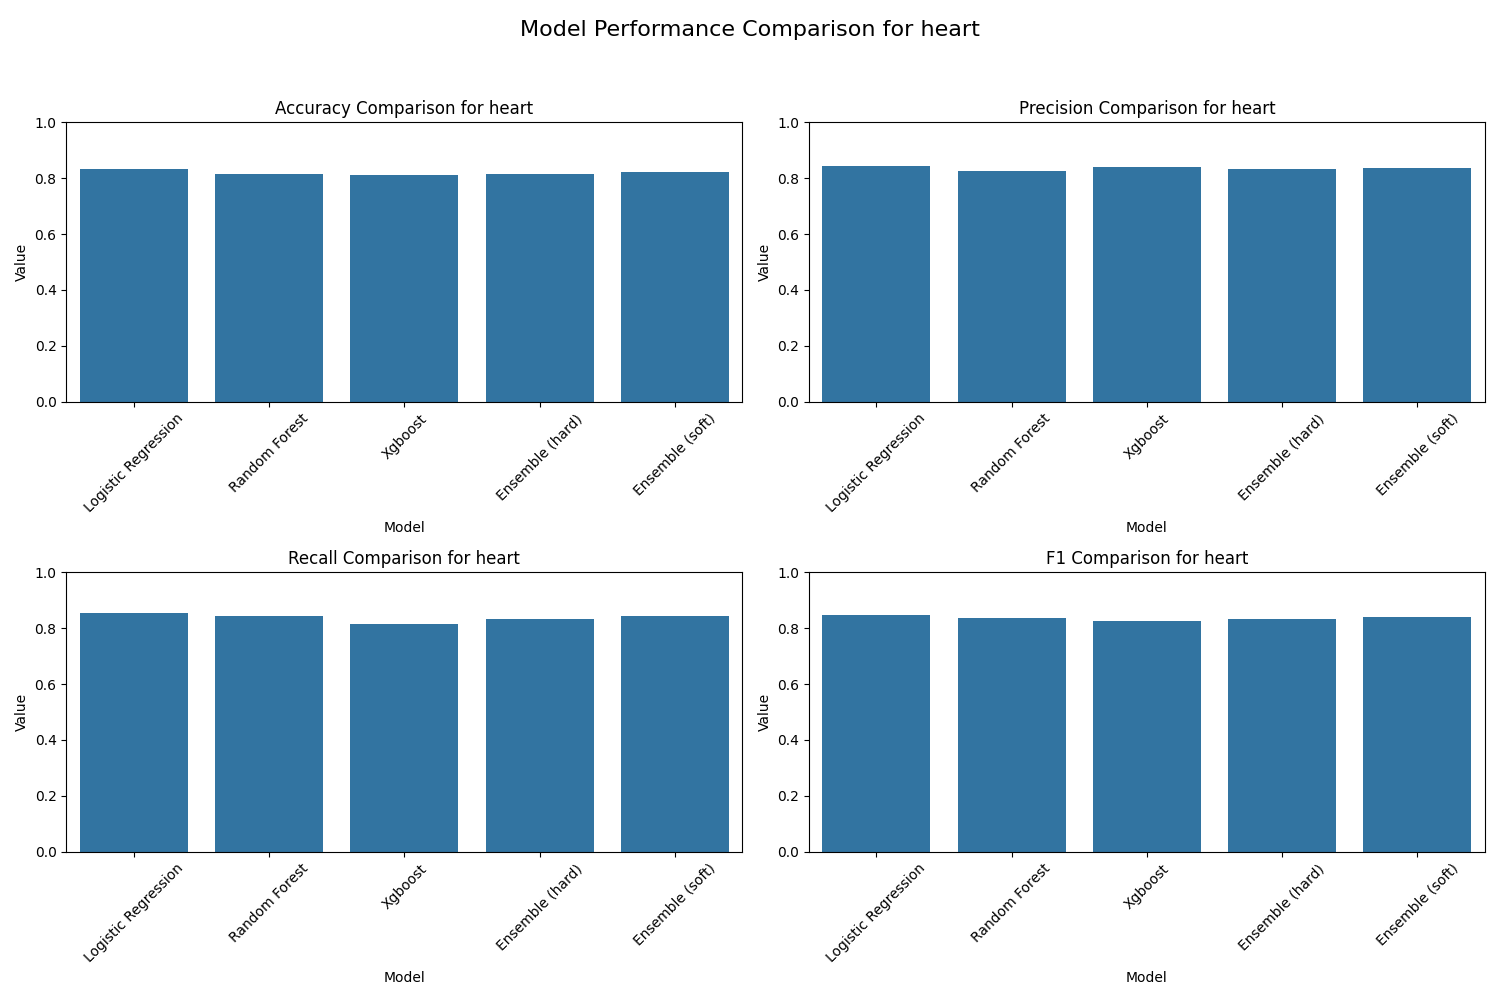 Model Performance Comparison for heart
Accuracy Comparison for heart
1.0
0.8
0.6
0.4
0.2
0.0
Value
Logistic Regression
Random Forest
Xgboost
Ensemble (hard)
Ensemble (soft)
Model
Precision Comparison for heart
1.0
0.8
0.6
0.4
0.2
0.0
Value
Logistic Regression
Random Forest
Xgboost
Ensemble (hard)
Ensemble (soft)
Model
Recall Comparison for heart
1.0
0.8
0.6
0.4
0.2
0.0
Value
Logistic Regression
Random Forest
Xgboost
Ensemble (hard)
Ensemble (soft)
Model
F1 Comparison for heart
1.0
0.8
0.6
0.4
0.2
0.0
Value
Logistic Regression
Random Forest
Xgboost
Ensemble (hard)
Ensemble (soft)
Model